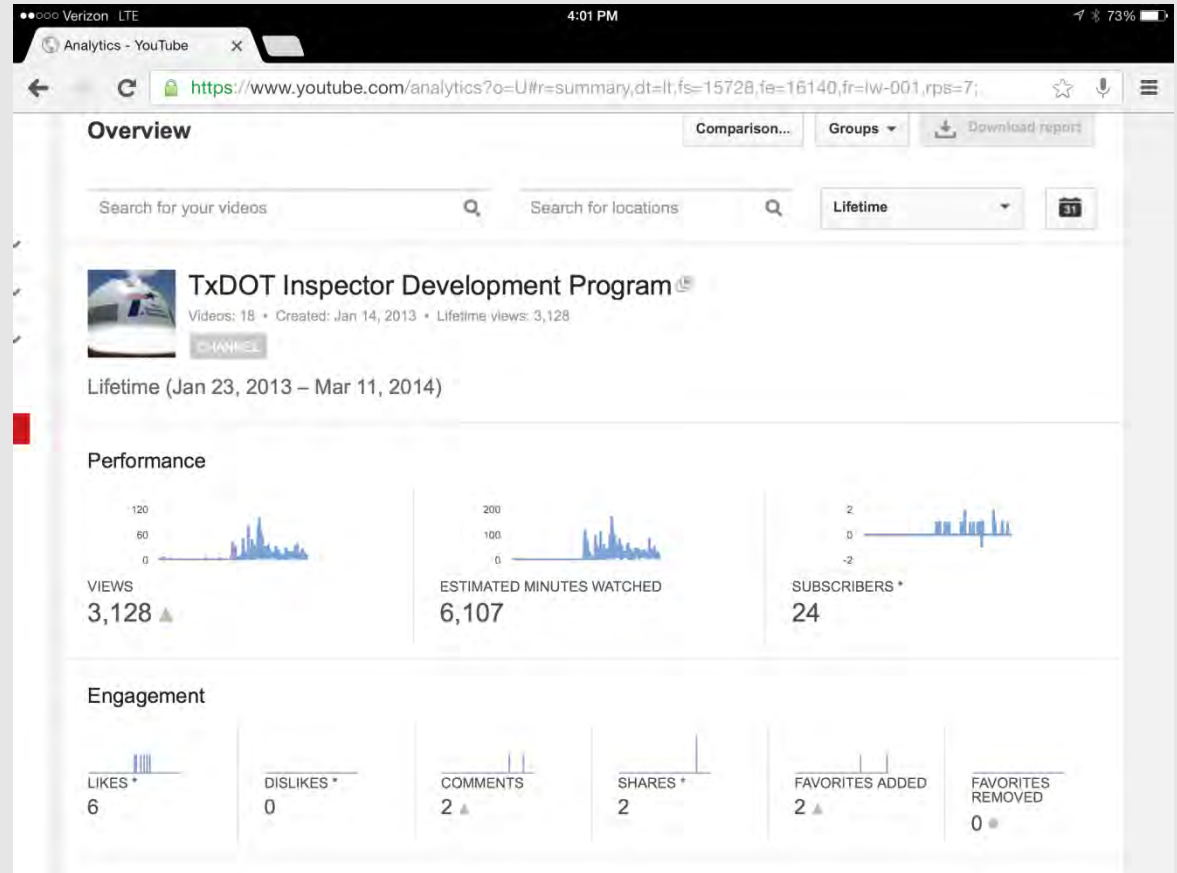 Verizon LTE 4:01 PM 73%
Analytics - YouTube
https://www.youtube.com/analytics?o=U#r=summary,dt=lt,fs=15728,fe=16140,fr=lw-001,rps=7;
Overview Comparison... Groups Download report
Search for your videos Search for locations Lifetime 31
TxDOT Inspector Development Program
Videos: 18 • Created: Jan 14, 2013 • Lifetime views: 3,128
CHANNEL
Lifetime (Jan 23, 2013 – Mar 11, 2014)
Performance
120 200 2
60 100 0
0 0 -2
VIEWS ESTIMATED MINUTES WATCHED SUBSCRIBERS *
3,128 6,107 24
Engagement
LIKES * DISLIKES * COMMENTS SHARES * FAVORITES ADDED FAVORITES
REMOVED
6 0 2 2 2 0